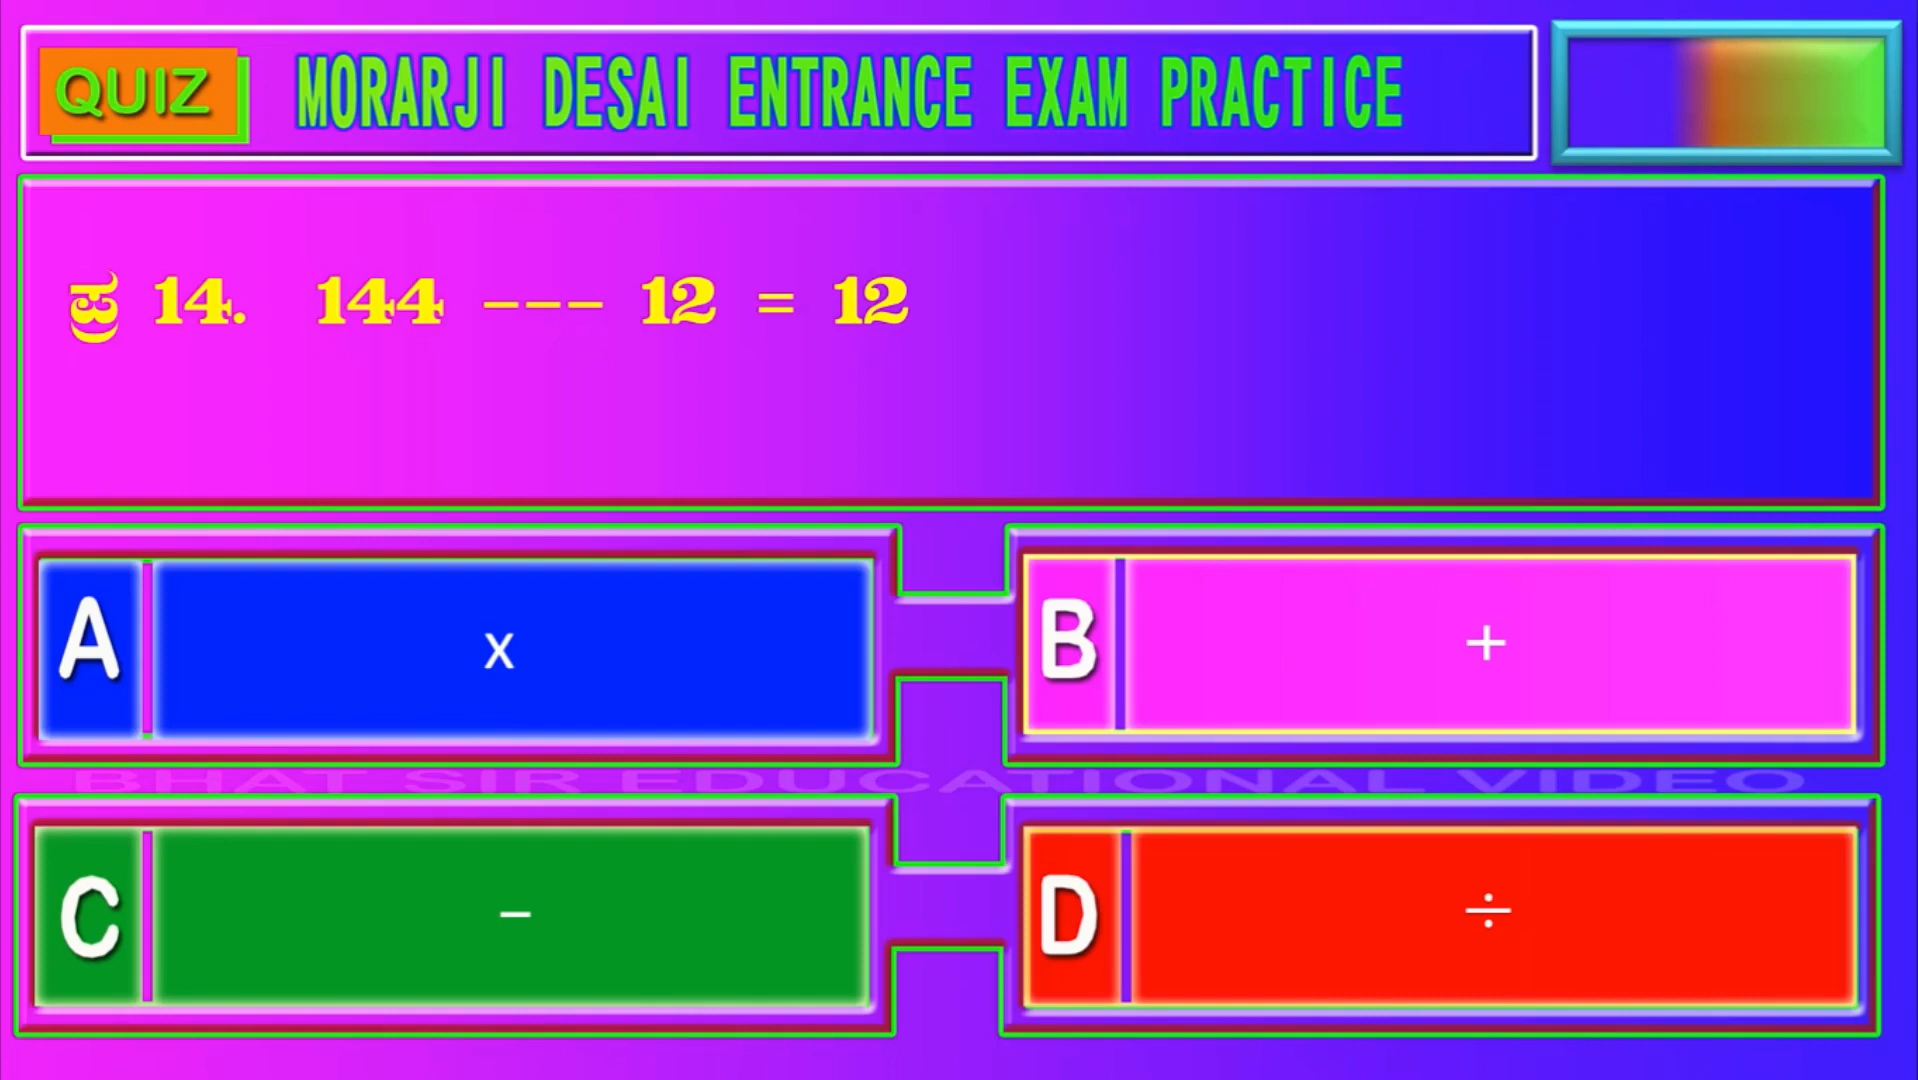 QUIZ MORARJI DESAI ENTRANCE EXAM PRACTICE
ಪ್ರ 14. 144 --- 12 = 12
A x
B +
BHAT SIR EDUCATIONAL VIDEO
C -
D ÷